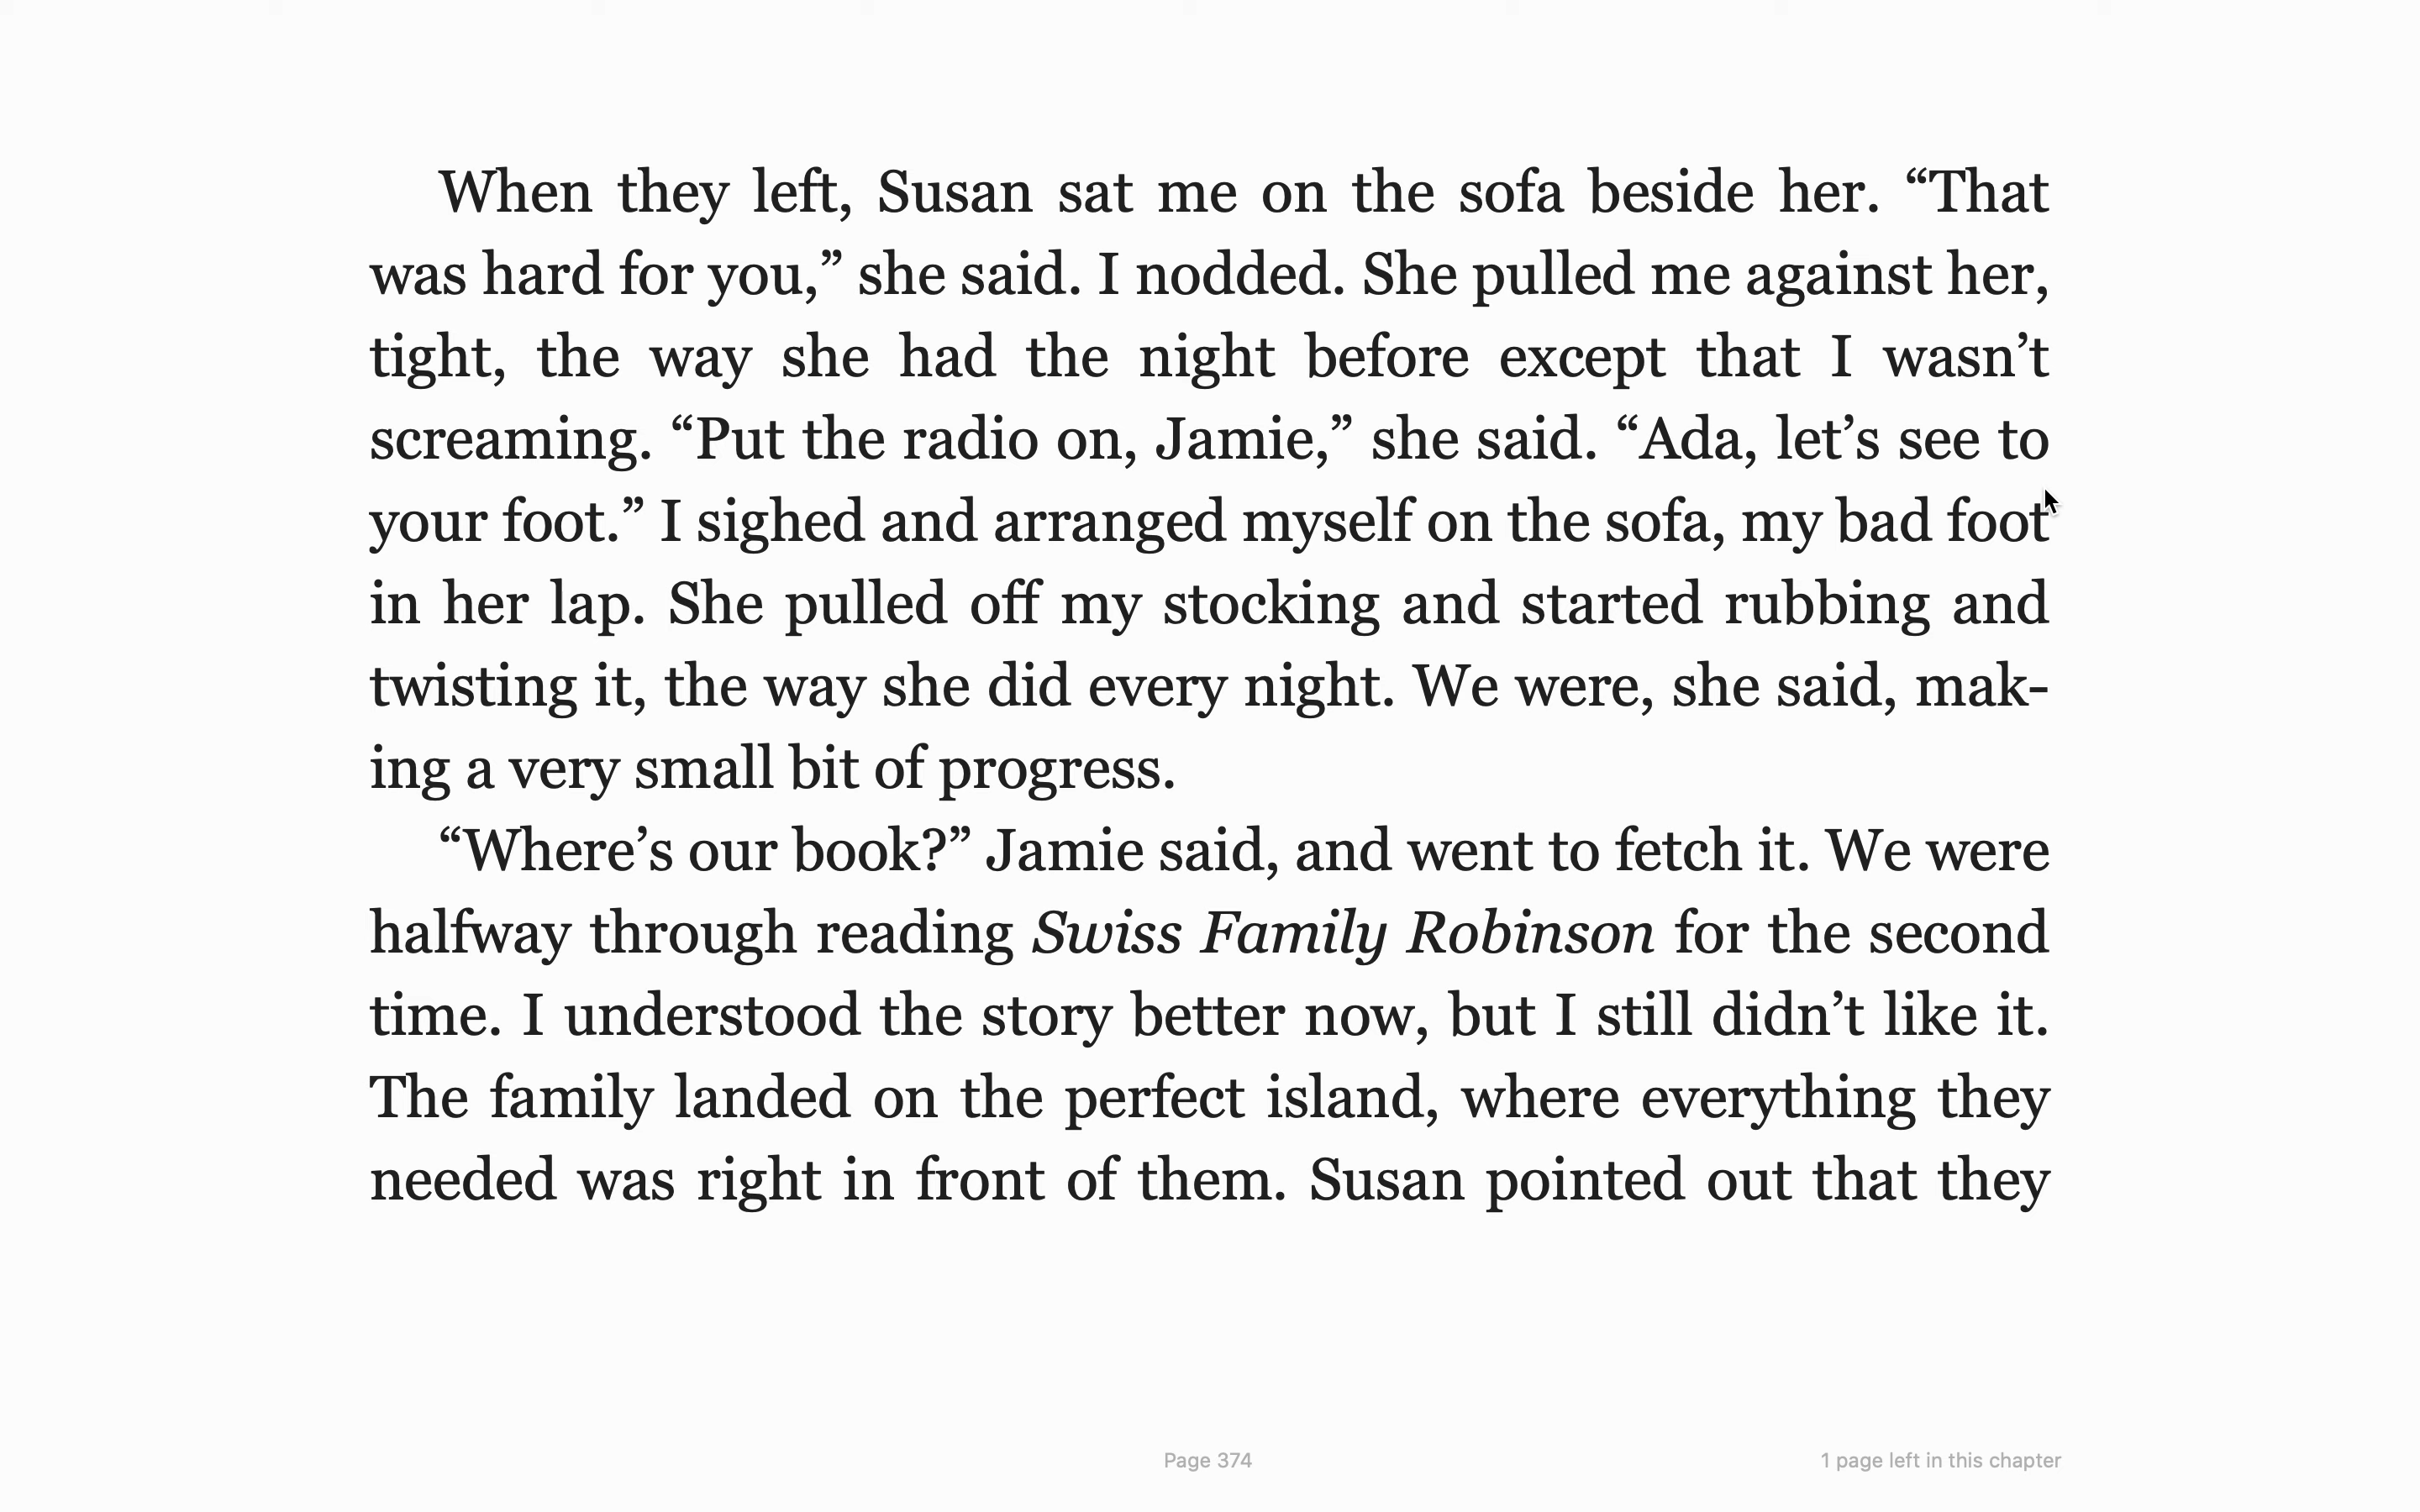 When they left, Susan sat me on the sofa beside her. “That
was hard for you,” she said. I nodded. She pulled me against her,
tight, the way she had the night before except that I wasn’t
screaming. “Put the radio on, Jamie,” she said. “Ada, let’s see to
your foot.” I sighed and arranged myself on the sofa, my bad foot
in her lap. She pulled off my stocking and started rubbing and
twisting it, the way she did every night. We were, she said, mak-
ing a very small bit of progress.
“Where’s our book?” Jamie said, and went to fetch it. We were
halfway through reading Swiss Family Robinson for the second
time. I understood the story better now, but I still didn’t like it.
The family landed on the perfect island, where everything they
needed was right in front of them. Susan pointed out that they
Page 374
1 page left in this chapter